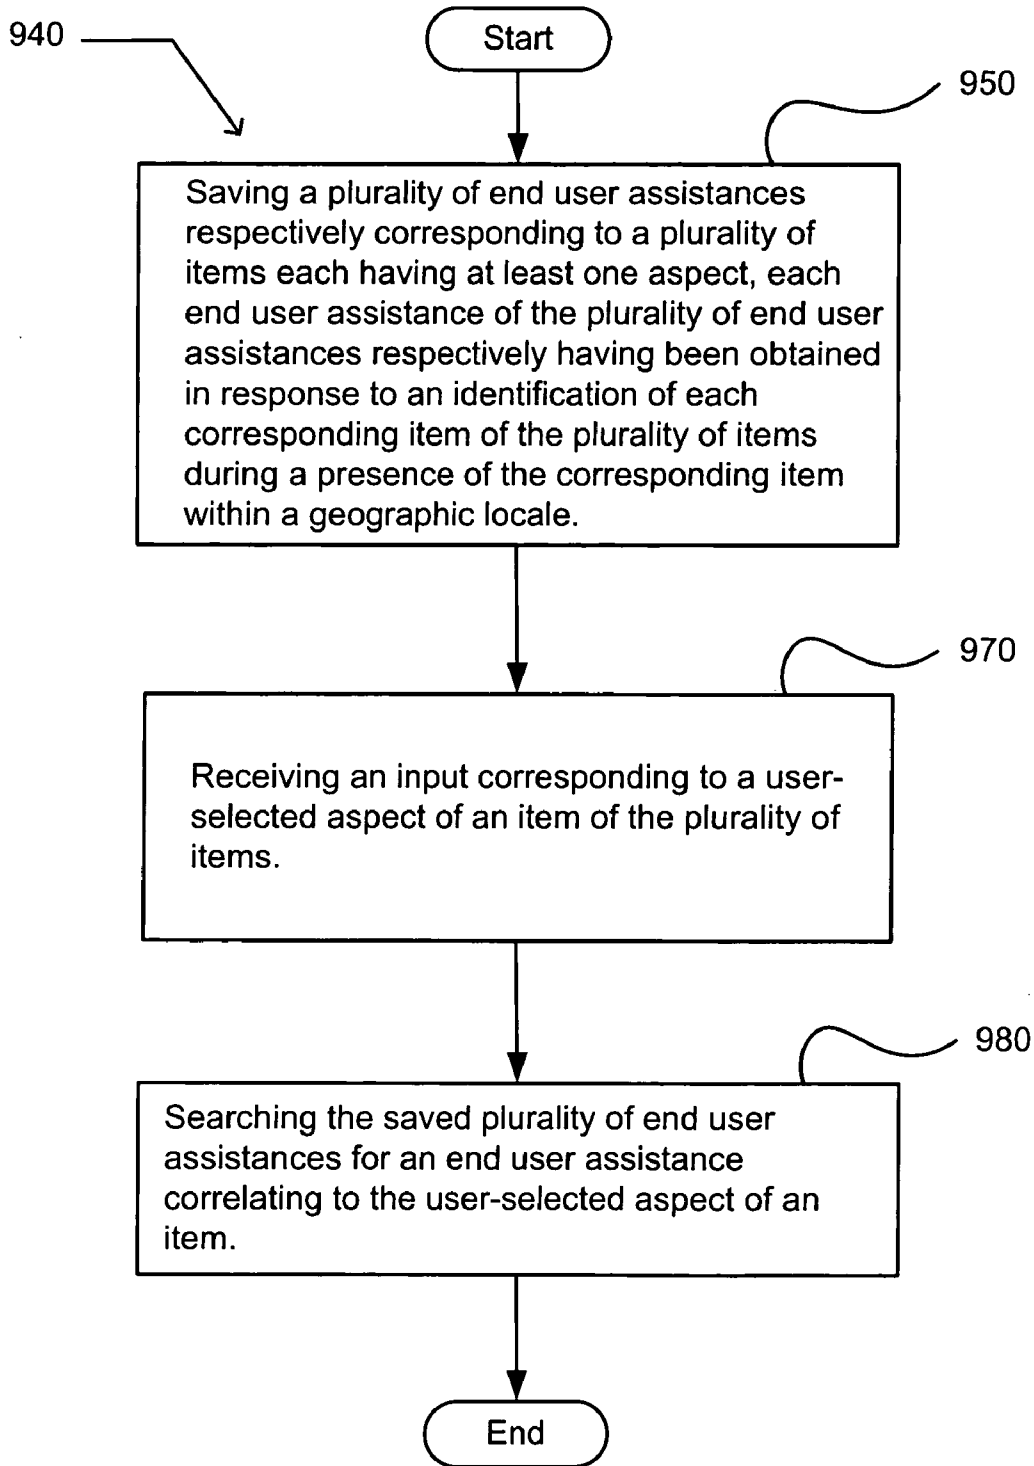 940
Start
950
Saving a plurality of end user assistances
respectively corresponding to a plurality of
items each having at least one aspect, each
end user assistance of the plurality of end user
assistances respectively having been obtained
in response to an identification of each
corresponding item of the plurality of items
during a presence of the corresponding item
within a geographic locale.
970
Receiving an input corresponding to a user-
selected aspect of an item of the plurality of
items.
980
Searching the saved plurality of end user
assistances for an end user assistance
correlating to the user-selected aspect of an
item.
End